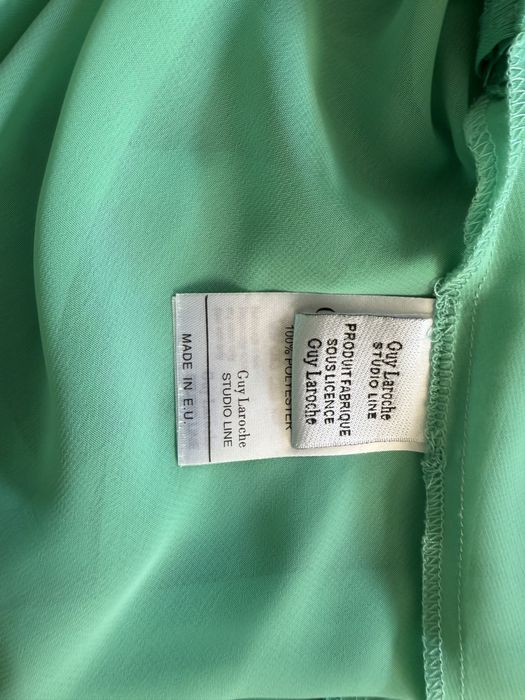 Guy Laroche
STUDIO LINE
PRODUIT FABRIQUE
SOUS LICENCE
Guy Laroche
100% POLYESTER
Guy Laroche
STUDIO LINE
MADE IN E.U.